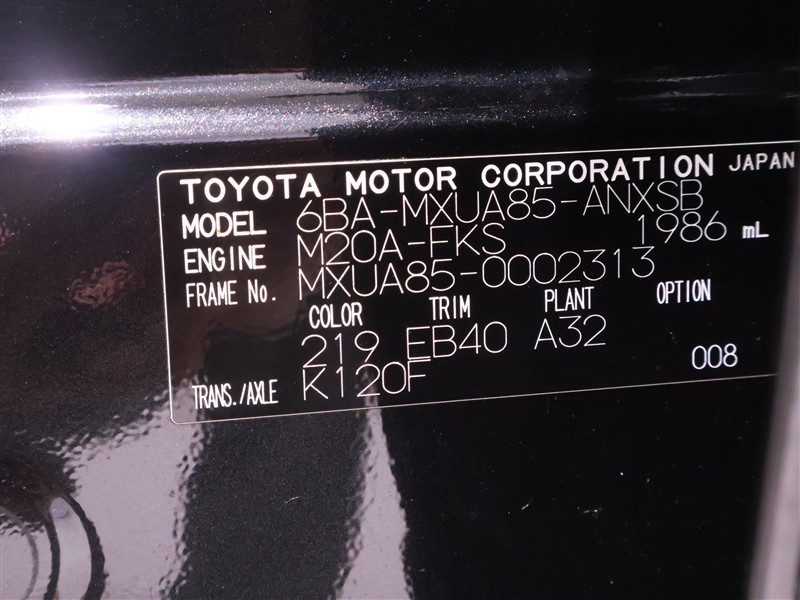 TOYOTA MOTOR CORPORATION JAPAN
MODEL 6BA-MXUA85-ANXSB
ENGINE M20A-FKS 1986 mL
FRAME No. MXUA85-0002313
COLOR TRIM PLANT OPTION
219 EB40 A32
TRANS./AXLE K120F 008